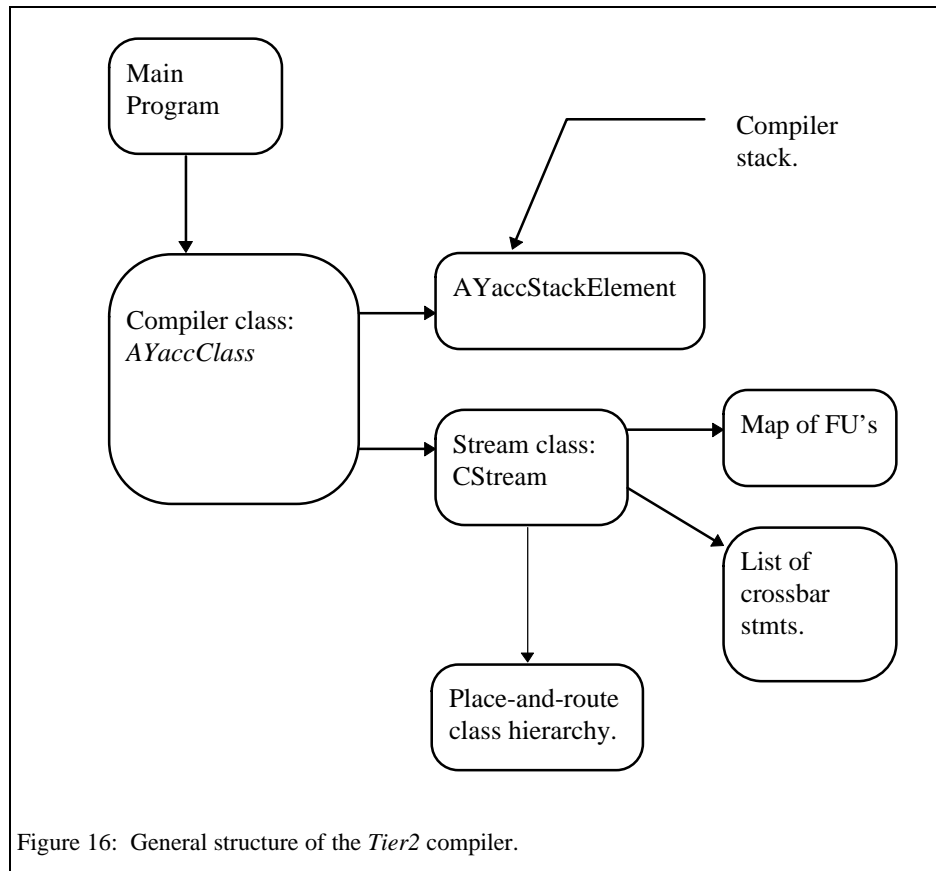 Main
Program
Compiler
stack.
Compiler class:
AYaccClass
AYaccStackElement
Stream class:
CStream
Map of FU’s
List of
crossbar
stmts.
Place-and-route
class hierarchy.
Figure 16:  General structure of the Tier2 compiler.